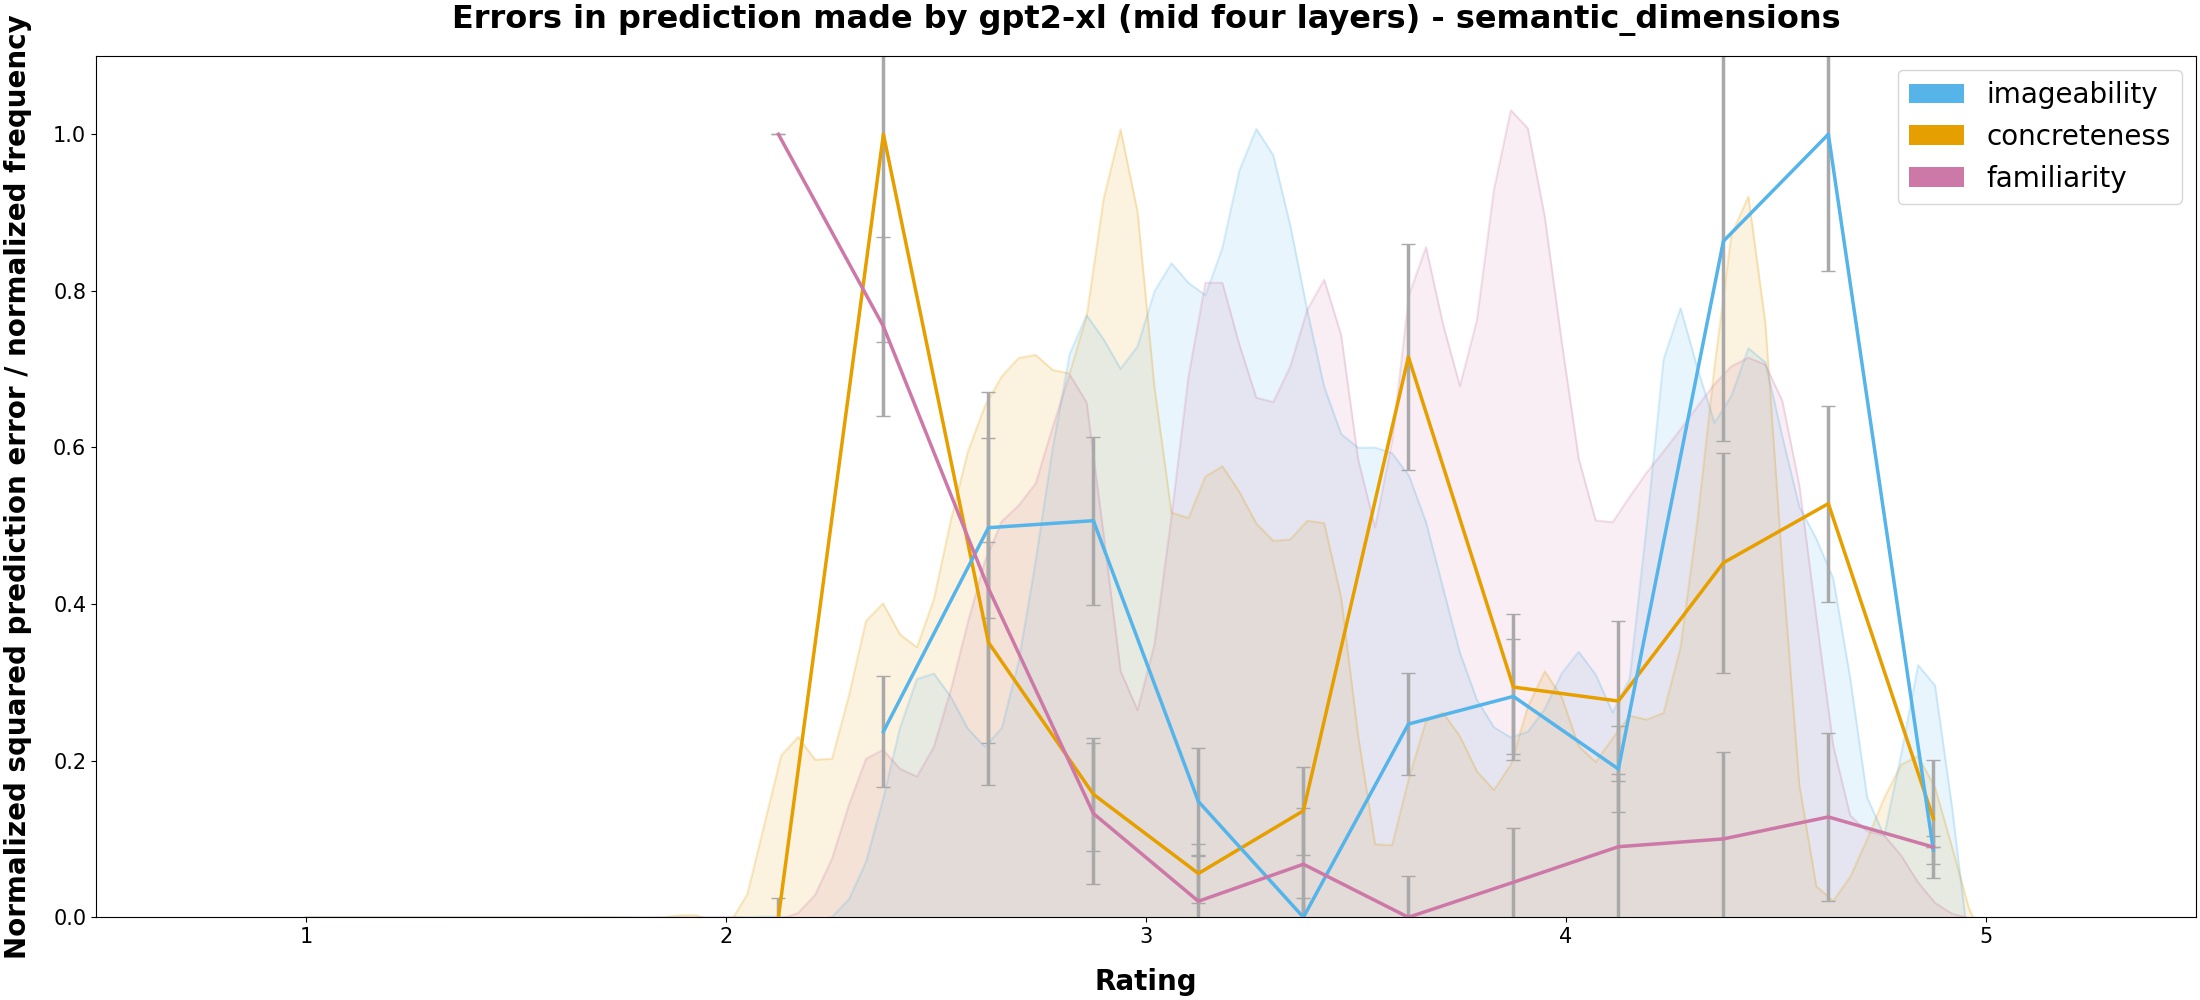 Errors in prediction made by gpt2-xl (mid four layers) - semantic_dimensions
Normalized squared prediction error / normalized frequency
1.0
0.8
0.6
0.4
0.2
0.0
imageability
concreteness
familiarity
1 2 3 4 5
Rating